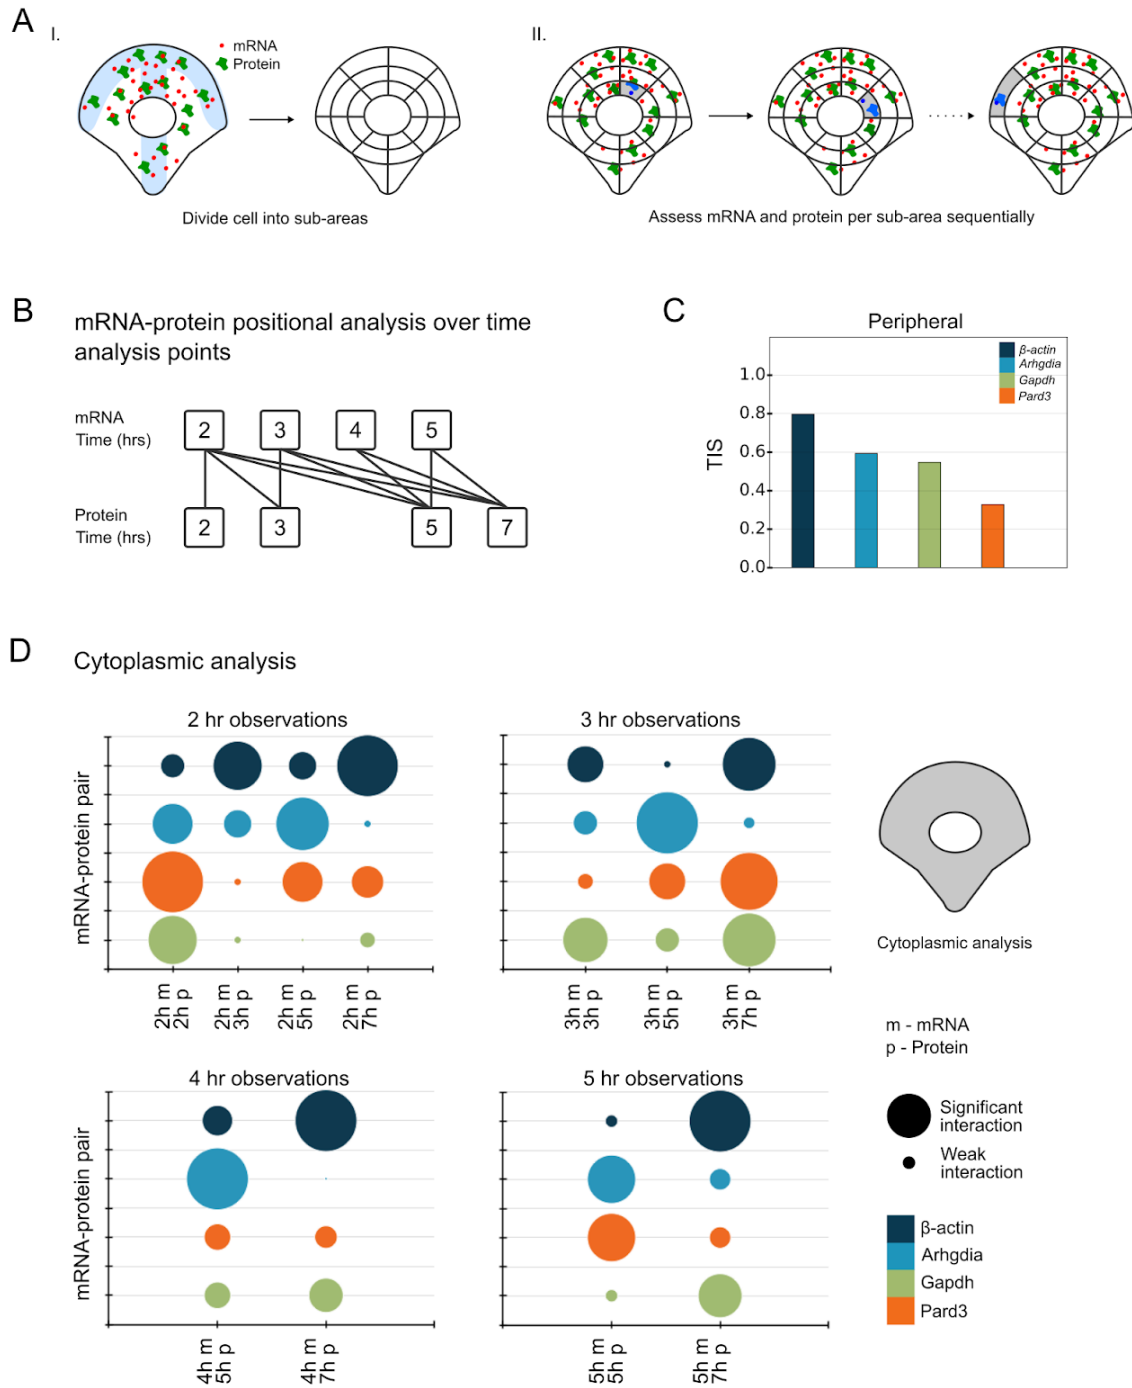 A
I.
mRNA
Protein
Divide cell into sub-areas
II.
Assess mRNA and protein per sub-area sequentially
B
mRNA-protein positional analysis over time
analysis points
mRNA
Time (hrs)
2 3 4 5
Protein
Time (hrs)
2 3 5 7
C
Peripheral
TIS
1.0
0.8
0.6
0.4
0.2
0.0
β-actin
Arhgdia
Gapdh
Pard3
D
Cytoplasmic analysis
2 hr observations
mRNA-protein pair
2h m
2h p
2h m
3h p
2h m
5h p
2h m
7h p
3 hr observations
3h m
3h p
3h m
5h p
3h m
7h p
Cytoplasmic analysis
m - mRNA
p - Protein
4 hr observations
mRNA-protein pair
4h m
5h p
4h m
7h p
5 hr observations
5h m
5h p
5h m
7h p
Significant
interaction
Weak
interaction
β-actin
Arhgdia
Gapdh
Pard3